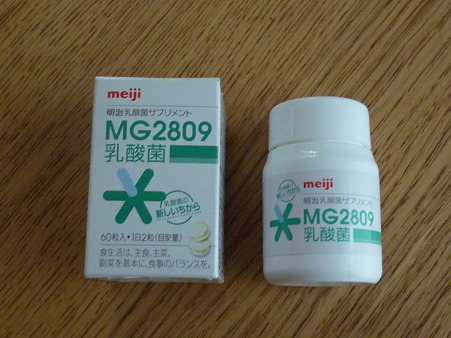 meiji
明治乳酸菌サプリメント
MG2809
乳酸菌
乳酸菌の
新しいちから
60粒入・1日2粒(目安量)
食生活は、主食、主菜、
副菜を基本に、食事のバランスを。
meiji
明治乳酸菌サプリメント
MG2809
乳酸菌